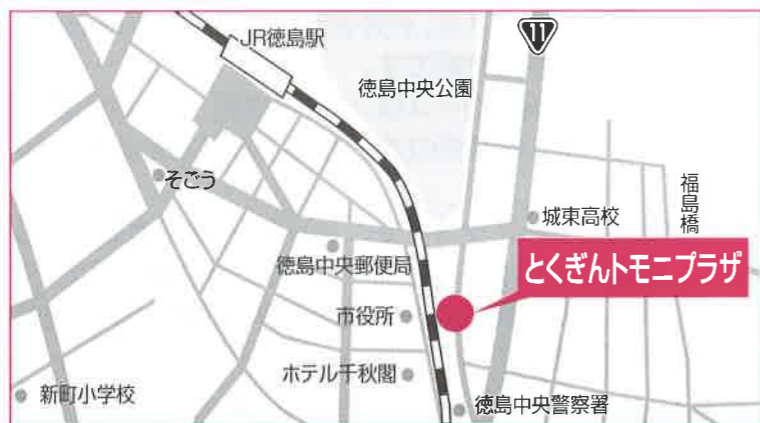 JR徳島駅
11
徳島中央公園
そごう
城東高校
福島橋
徳島中央郵便局
とくぎんトモニプラザ
市役所
ホテル千秋閣
新町小学校
徳島中央警察署